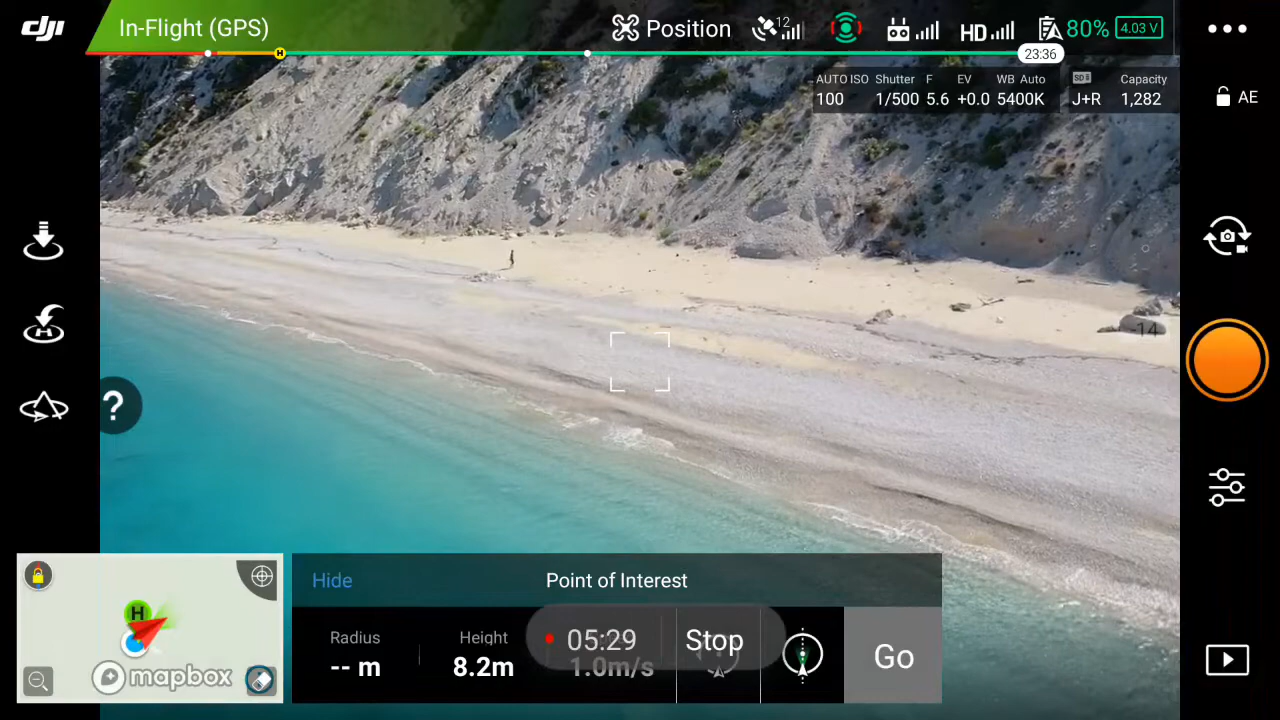 dji
In-Flight (GPS)
Position
12
HD
80%
4.03 V
H
23:36
AUTO ISO Shutter F EV WB Auto Capacity
100 1/500 5.6 +0.0 5400K J+R 1,282
AE
-14
?
H
Hide
Point of Interest
H
mapbox
Radius
-- m
Height
8.2m
1.0m/s
05:29
Stop
Go